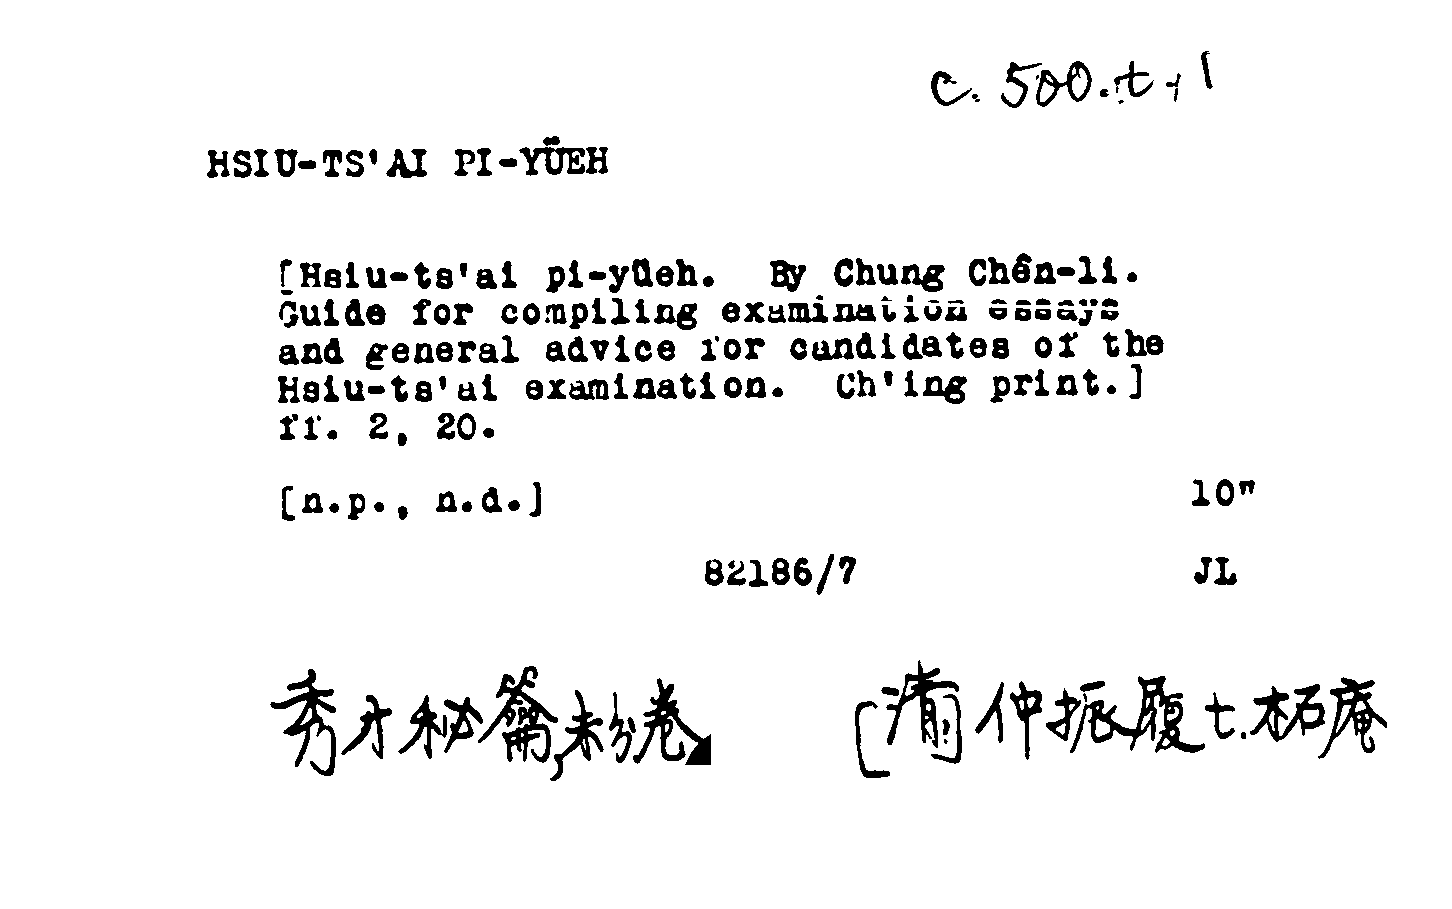 c. 500.t.1
HSIU-TS'AI PI-YÜEH
[Hsiu-ts'ai pi-yüeh. By Chung Chên-li.
Guide for compiling examination essays
and general advice for candidates of the
Hsiu-ts'ai examination. Ch'ing print.]
ff. 2, 20.
[n.p., n.d.] 10"
82186/7 JL
秀才秘籥, 未分卷 [清] 仲振履 柘庵